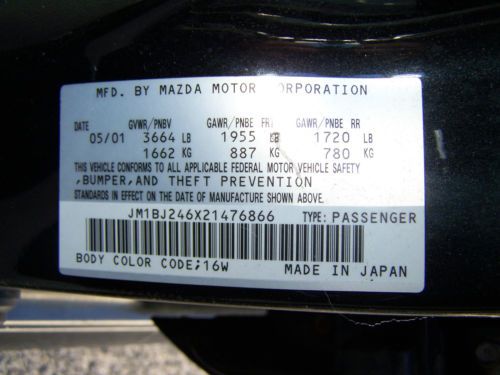 MFD. BY MAZDA MOTOR CORPORATION
DATE GVWR/PNBV GAWR/PNBE FRT GAWR/PNBE RR
05/01 3664 LB 1955 LB 1720 LB
1662 KG 887 KG 780 KG
THIS VEHICLE CONFORMS TO ALL APPLICABLE FEDERAL MOTOR VEHICLE SAFETY
,BUMPER,AND THEFT PREVENTION
STANDARDS IN EFFECT ON THE DATE OF MANUFACTURE SHOWN ABOVE.
JM1BJ246X21476866 TYPE: PASSENGER
BODY COLOR CODE;16W MADE IN JAPAN